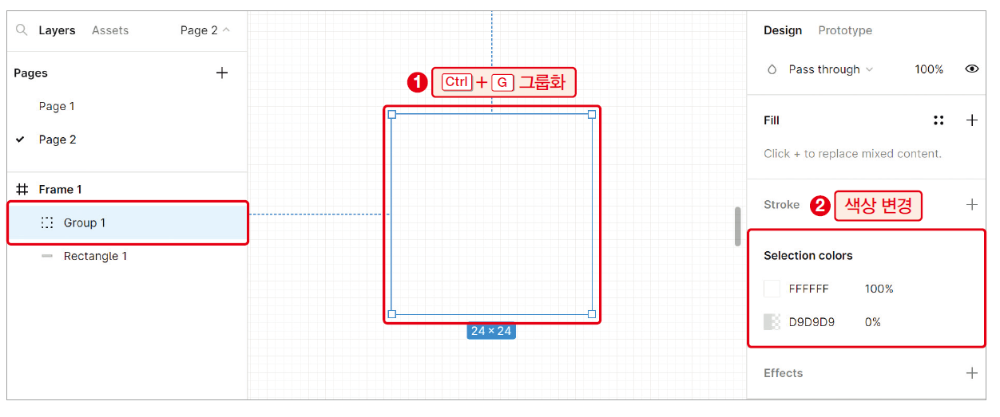 Layers Assets Page 2
Pages
Page 1
Page 2
Frame 1
Group 1
Rectangle 1
1 Ctrl + G 그룹화
24 × 24
Design Prototype
Pass through 100%
Fill
Click + to replace mixed content.
Stroke 2 색상 변경
Selection colors
FFFFFF 100%
D9D9D9 0%
Effects